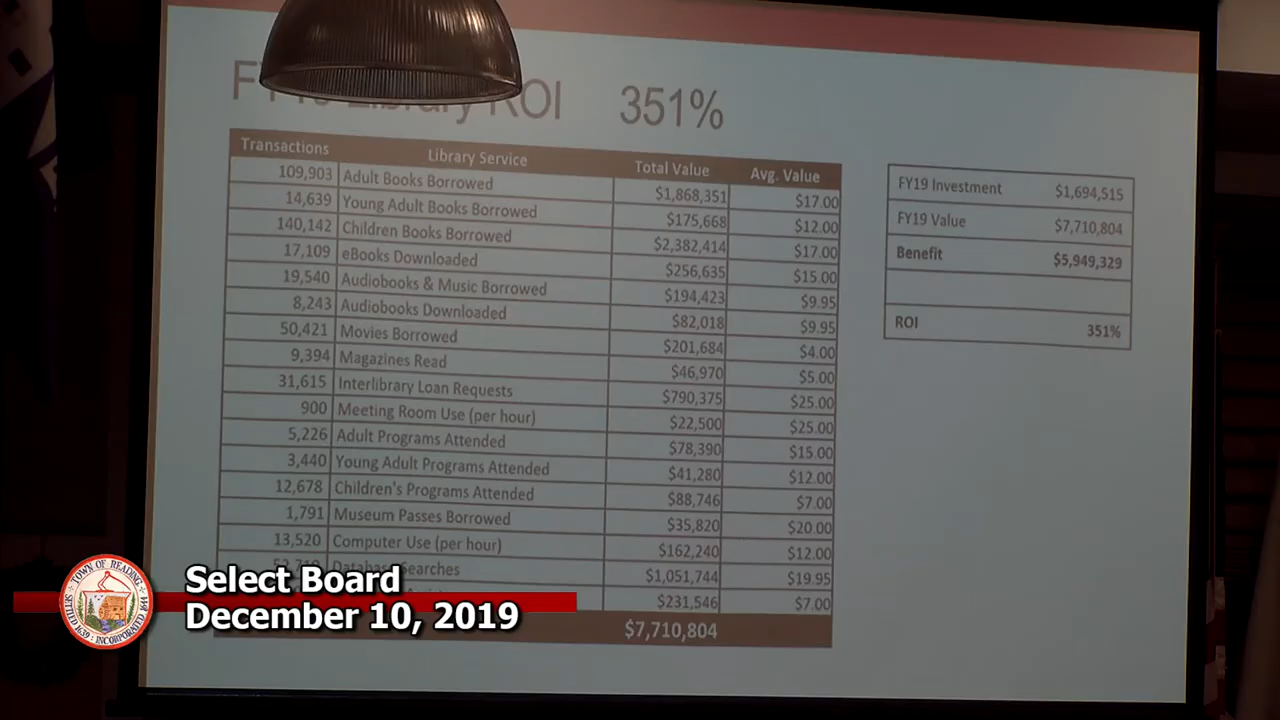 ROI 351%
Transactions Library Service Total Value Avg. Value
109,903 Adult Books Borrowed $1,868,351 $17.00
14,639 Young Adult Books Borrowed $175,668 $12.00
140,142 Children Books Borrowed $2,382,414 $17.00
17,109 eBooks Downloaded $256,635 $15.00
19,540 Audiobooks & Music Borrowed $194,423 $9.95
8,243 Audiobooks Downloaded $82,018 $9.95
50,421 Movies Borrowed $201,684 $4.00
9,394 Magazines Read $46,970 $5.00
31,615 Interlibrary Loan Requests $790,375 $25.00
900 Meeting Room Use (per hour) $22,500 $25.00
5,226 Adult Programs Attended $78,390 $15.00
3,440 Young Adult Programs Attended $41,280 $12.00
12,678 Children's Programs Attended $88,746 $7.00
1,791 Museum Passes Borrowed $35,820 $20.00
13,520 Computer Use (per hour) $162,240 $12.00
Database Searches $1,051,744 $19.95
$231,546 $7.00
$7,710,804
FY19 Investment $1,694,515
FY19 Value $7,710,804
Benefit $5,949,329
ROI 351%
TOWN OF READING
SETTLED 1639 : INCORPORATED 1644
Select Board
December 10, 2019